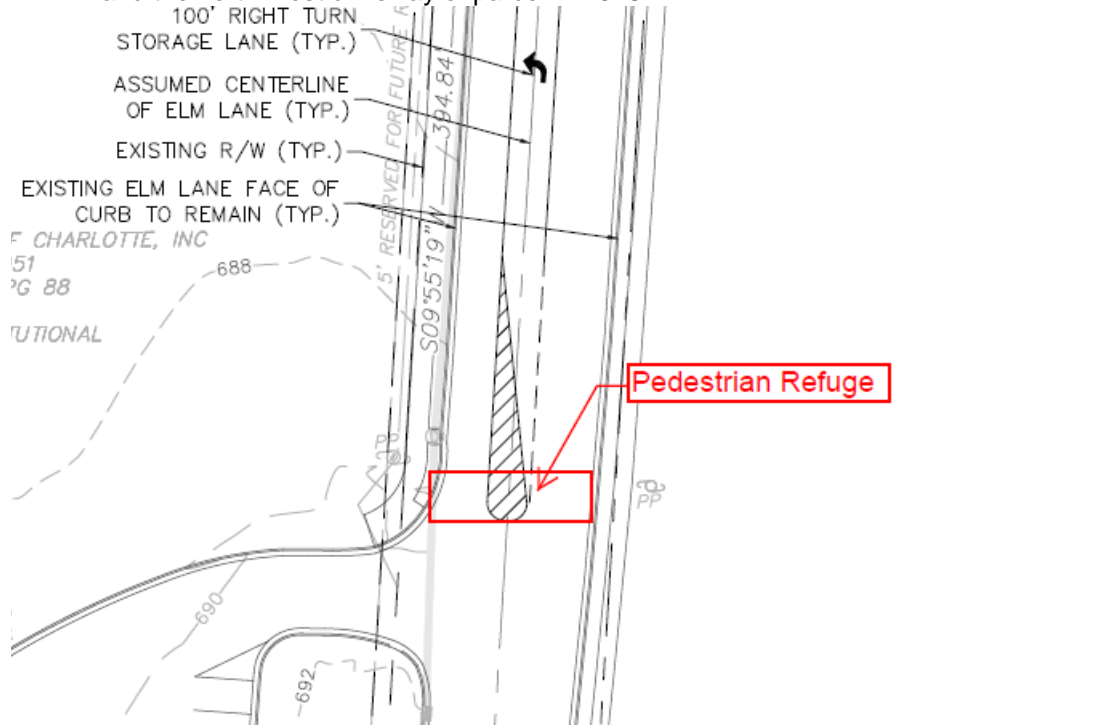 100' RIGHT TURN
STORAGE LANE (TYP.)
ASSUMED CENTERLINE
OF ELM LANE (TYP.)
EXISTING R/W (TYP.)
EXISTING ELM LANE FACE OF
CURB TO REMAIN (TYP.)
CHARLOTTE, INC
51
PG 88
5' RESERVED FOR FUTURE R
S09°55'19"W
394.84'
688
Pedestrian Refuge
PP
690
692